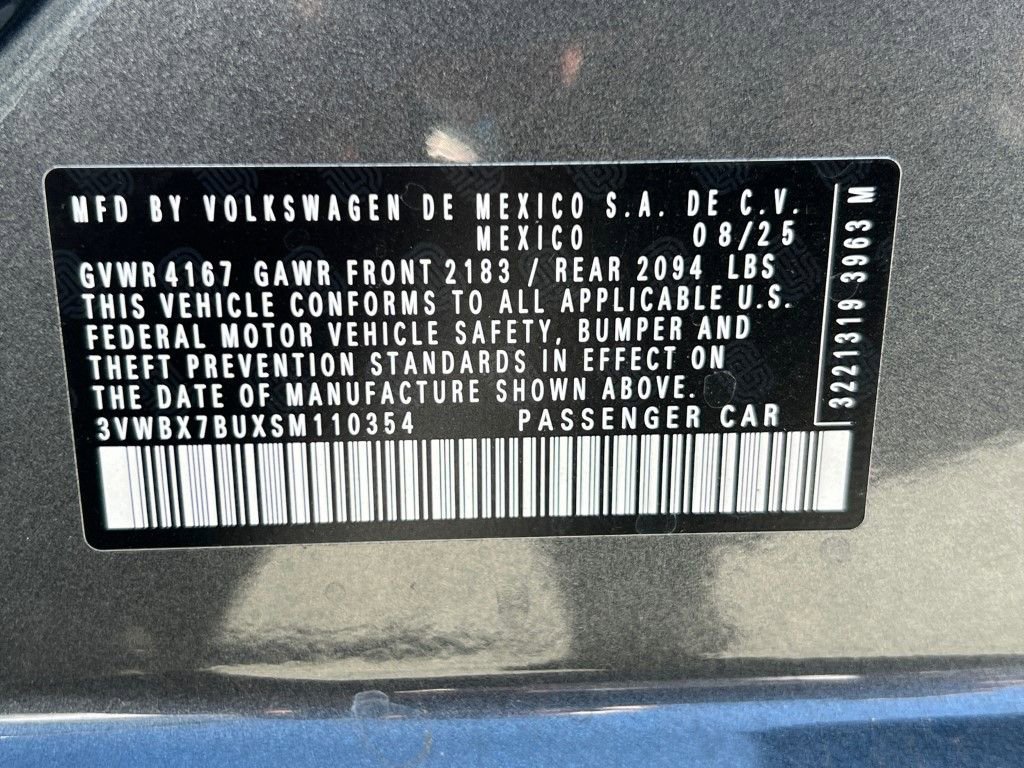 MFD BY VOLKSWAGEN DE MEXICO S.A. DE C.V.
MEXICO 08/25
GVWR 4167 GAWR FRONT 2183 / REAR 2094 LBS
THIS VEHICLE CONFORMS TO ALL APPLICABLE U.S.
FEDERAL MOTOR VEHICLE SAFETY, BUMPER AND
THEFT PREVENTION STANDARDS IN EFFECT ON
THE DATE OF MANUFACTURE SHOWN ABOVE.
3VWBX7BUXSM110354 PASSENGER CAR
3221319 3963 M